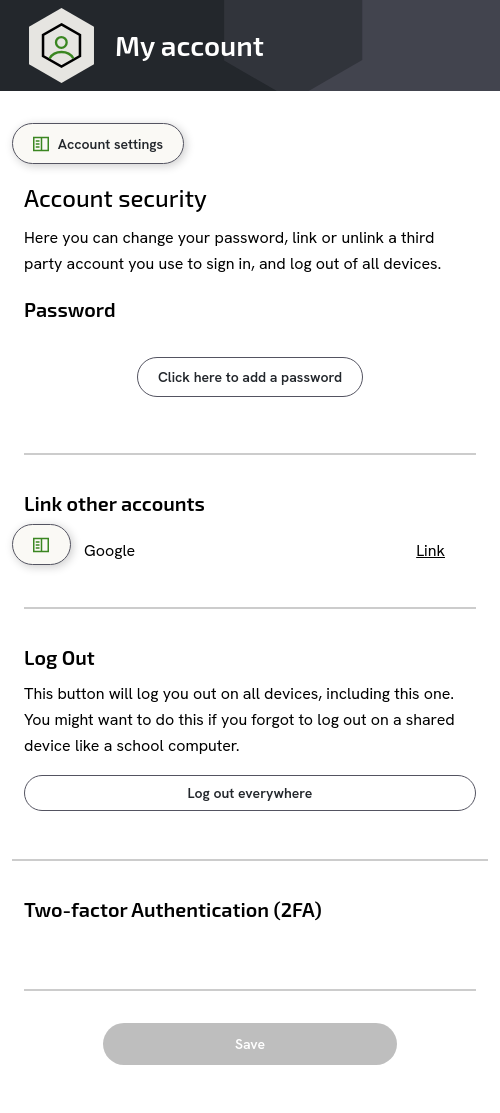 My account
Account settings
Account security
Here you can change your password, link or unlink a third
party account you use to sign in, and log out of all devices.
Password
Click here to add a password
Link other accounts
Google Link
Log Out
This button will log you out on all devices, including this one.
You might want to do this if you forgot to log out on a shared
device like a school computer.
Log out everywhere
Two-factor Authentication (2FA)
Save